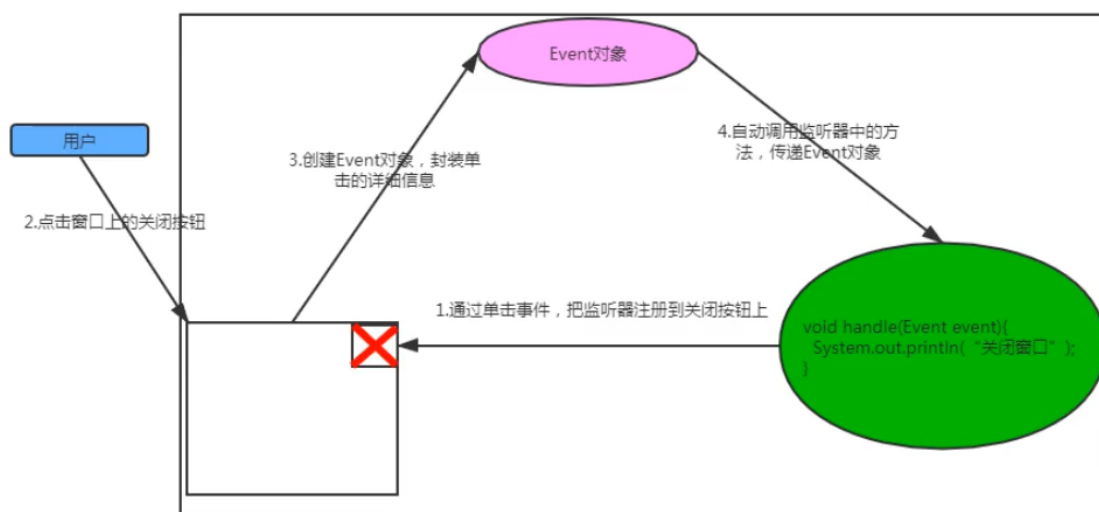 Event对象
用户
4.自动调用监听器中的方
法，传递Event对象
3.创建Event对象，封装单
击的详细信息
2.点击窗口上的关闭按钮
1.通过单击事件，把监听器注册到关闭按钮上
void handle(Event event){
System.out.println(“关闭窗口”);
}